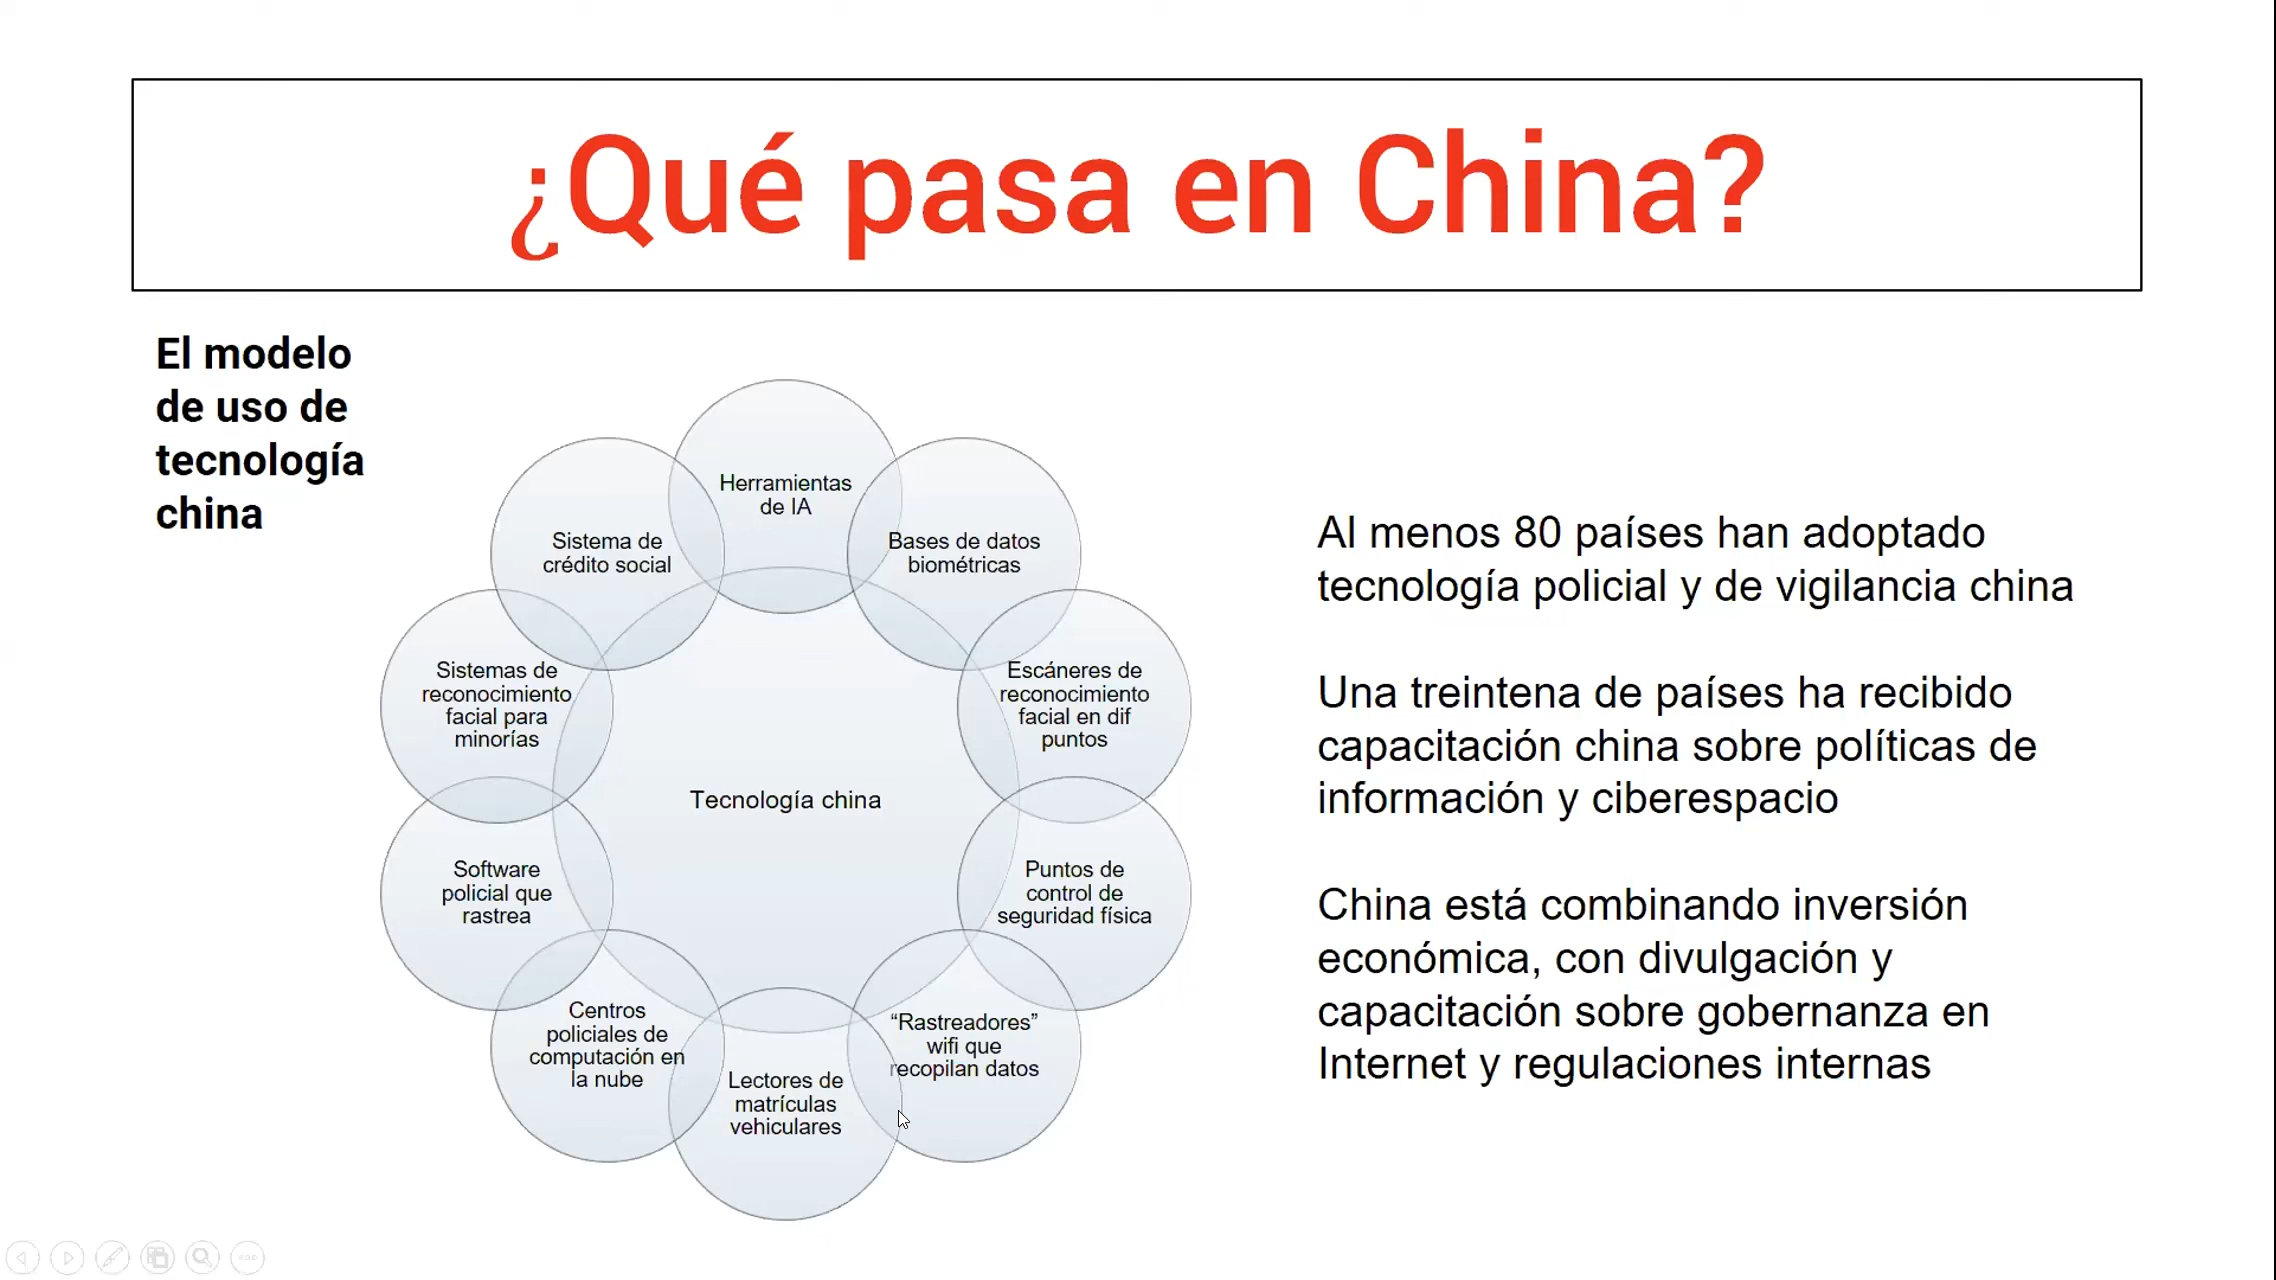 ¿Qué pasa en China?
El modelo
de uso de
tecnología
china
Herramientas
de IA
Sistema de
crédito social
Bases de datos
biométricas
Sistemas de
reconocimiento
facial para
minorías
Escáneres de
reconocimiento
facial en dif
puntos
Tecnología china
Software
policial que
rastrea
Puntos de
control de
seguridad física
Centros
policiales de
computación en
la nube
“Rastreadores”
wifi que
recopilan datos
Lectores de
matrículas
vehiculares
Al menos 80 países han adoptado
tecnología policial y de vigilancia china
Una treintena de países ha recibido
capacitación china sobre políticas de
información y ciberespacio
China está combinando inversión
económica, con divulgación y
capacitación sobre gobernanza en
Internet y regulaciones internas